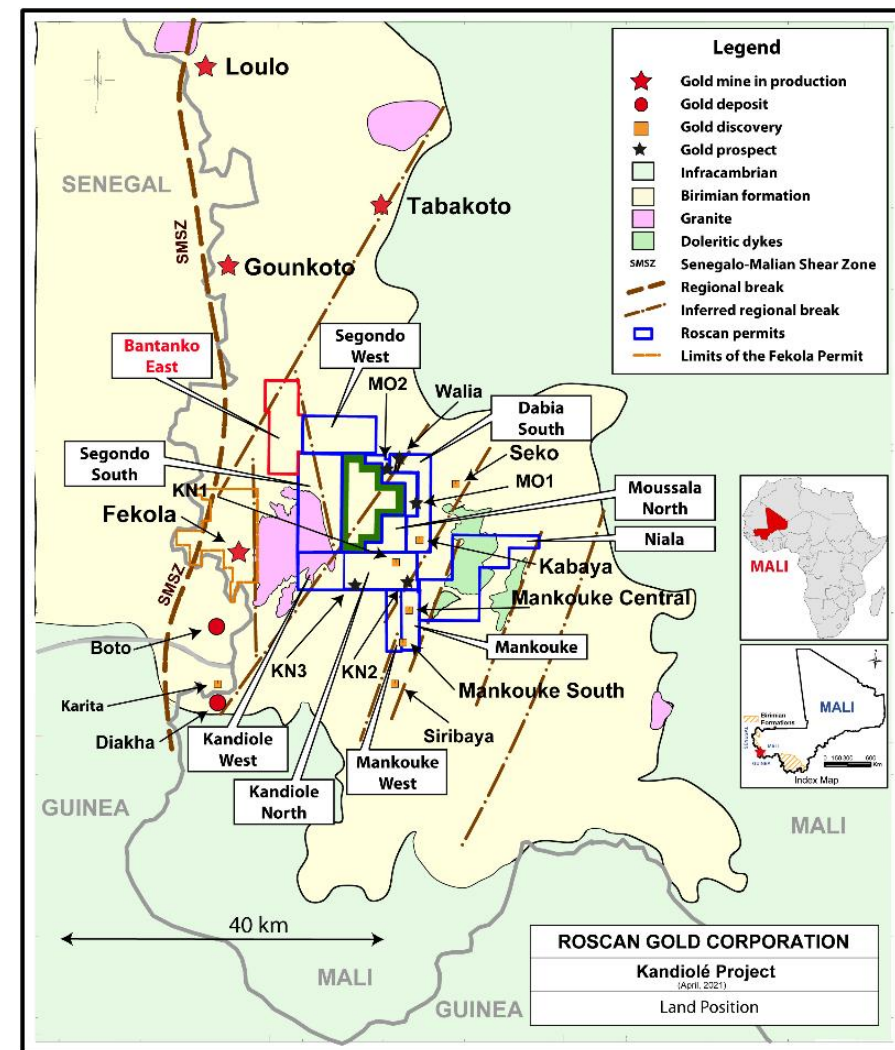 Loulo
SENEGAL
SMSZ
Tabakoto
Gounkoto
Legend
Gold mine in production
Gold deposit
Gold discovery
Gold prospect
Infracambrian
Birimian formation
Granite
Doleritic dykes
SMSZ Senegalo-Malian Shear Zone
Regional break
Inferred regional break
Roscan permits
Limits of the Fekola Permit
Bantanko
East
Segondo
West
MO2
Walia
Dabia
South
Segondo
South
KN1
Seko
MO1
Moussala
North
Fekola
Niala
Kabaya
SMSZ
Mankouke Central
Boto
Mankouke
KN3
KN2
Mankouke South
Karita
Diakha
Siribaya
Kandiole
West
Mankouke
West
Kandiole
North
GUINEA
MALI
40 km
MALI
GUINEA
MALI
Birimian
Formations
MALI
SENEGAL
MALI
GUINEA
Km
Index Map
ROSCAN GOLD CORPORATION
Kandiolé Project
(April, 2021)
Land Position